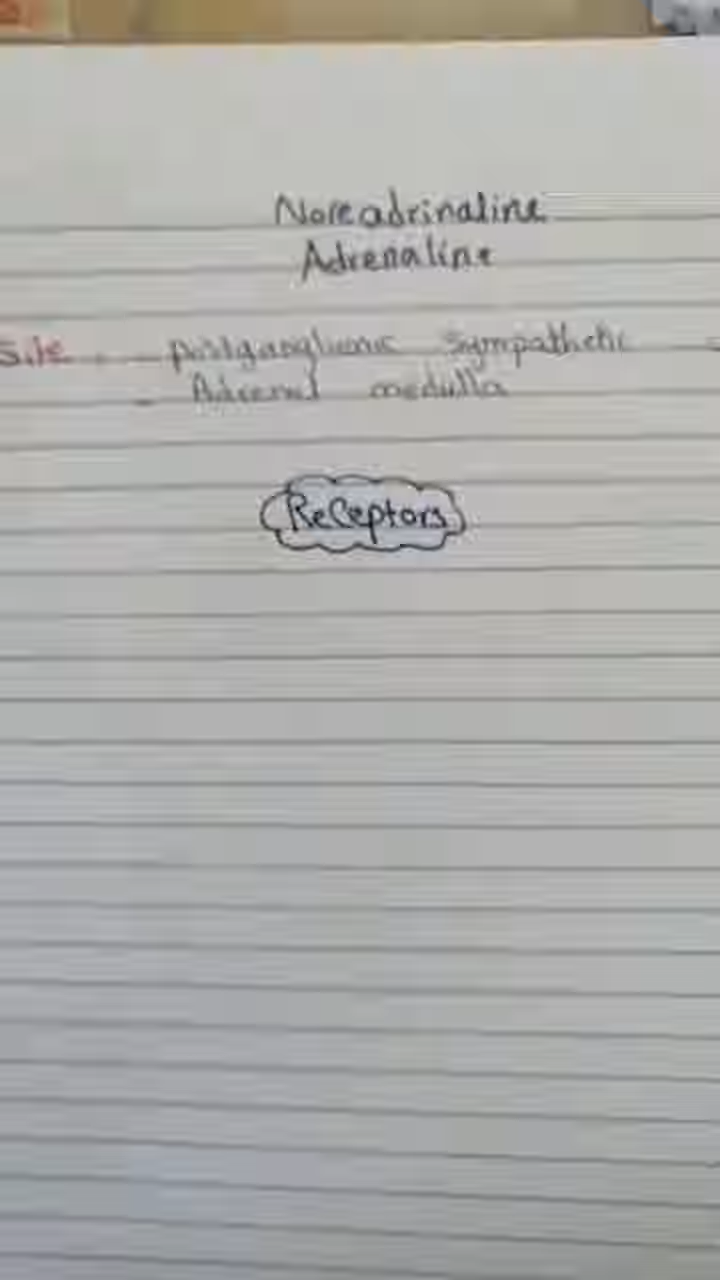 Noreadrinaline
Adrenaline
Site - postganglionic sympathetic
- Adrenal medulla
Receptors